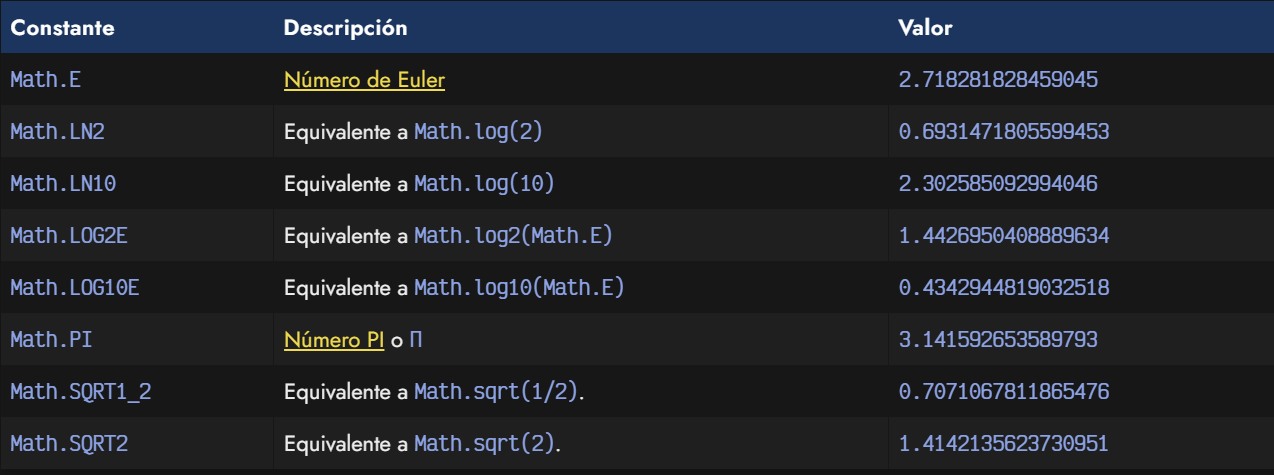 Constante Descripción Valor
Math.E Número de Euler 2.718281828459045
Math.LN2 Equivalente a Math.log(2) 0.6931471805599453
Math.LN10 Equivalente a Math.log(10) 2.302585092994046
Math.LOG2E Equivalente a Math.log2(Math.E) 1.4426950408889634
Math.LOG10E Equivalente a Math.log10(Math.E) 0.4342944819032518
Math.PI Número PI o Π 3.141592653589793
Math.SQRT1_2 Equivalente a Math.sqrt(1/2). 0.7071067811865476
Math.SQRT2 Equivalente a Math.sqrt(2). 1.4142135623730951